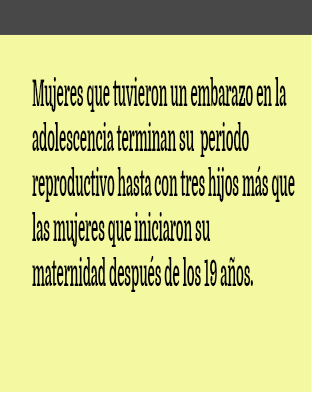 Mujeres que tuvieron un embarazo en la
adolescencia terminan su  periodo
reproductivo hasta con tres hijos más que
las mujeres que iniciaron su
maternidad después de los 19 años.